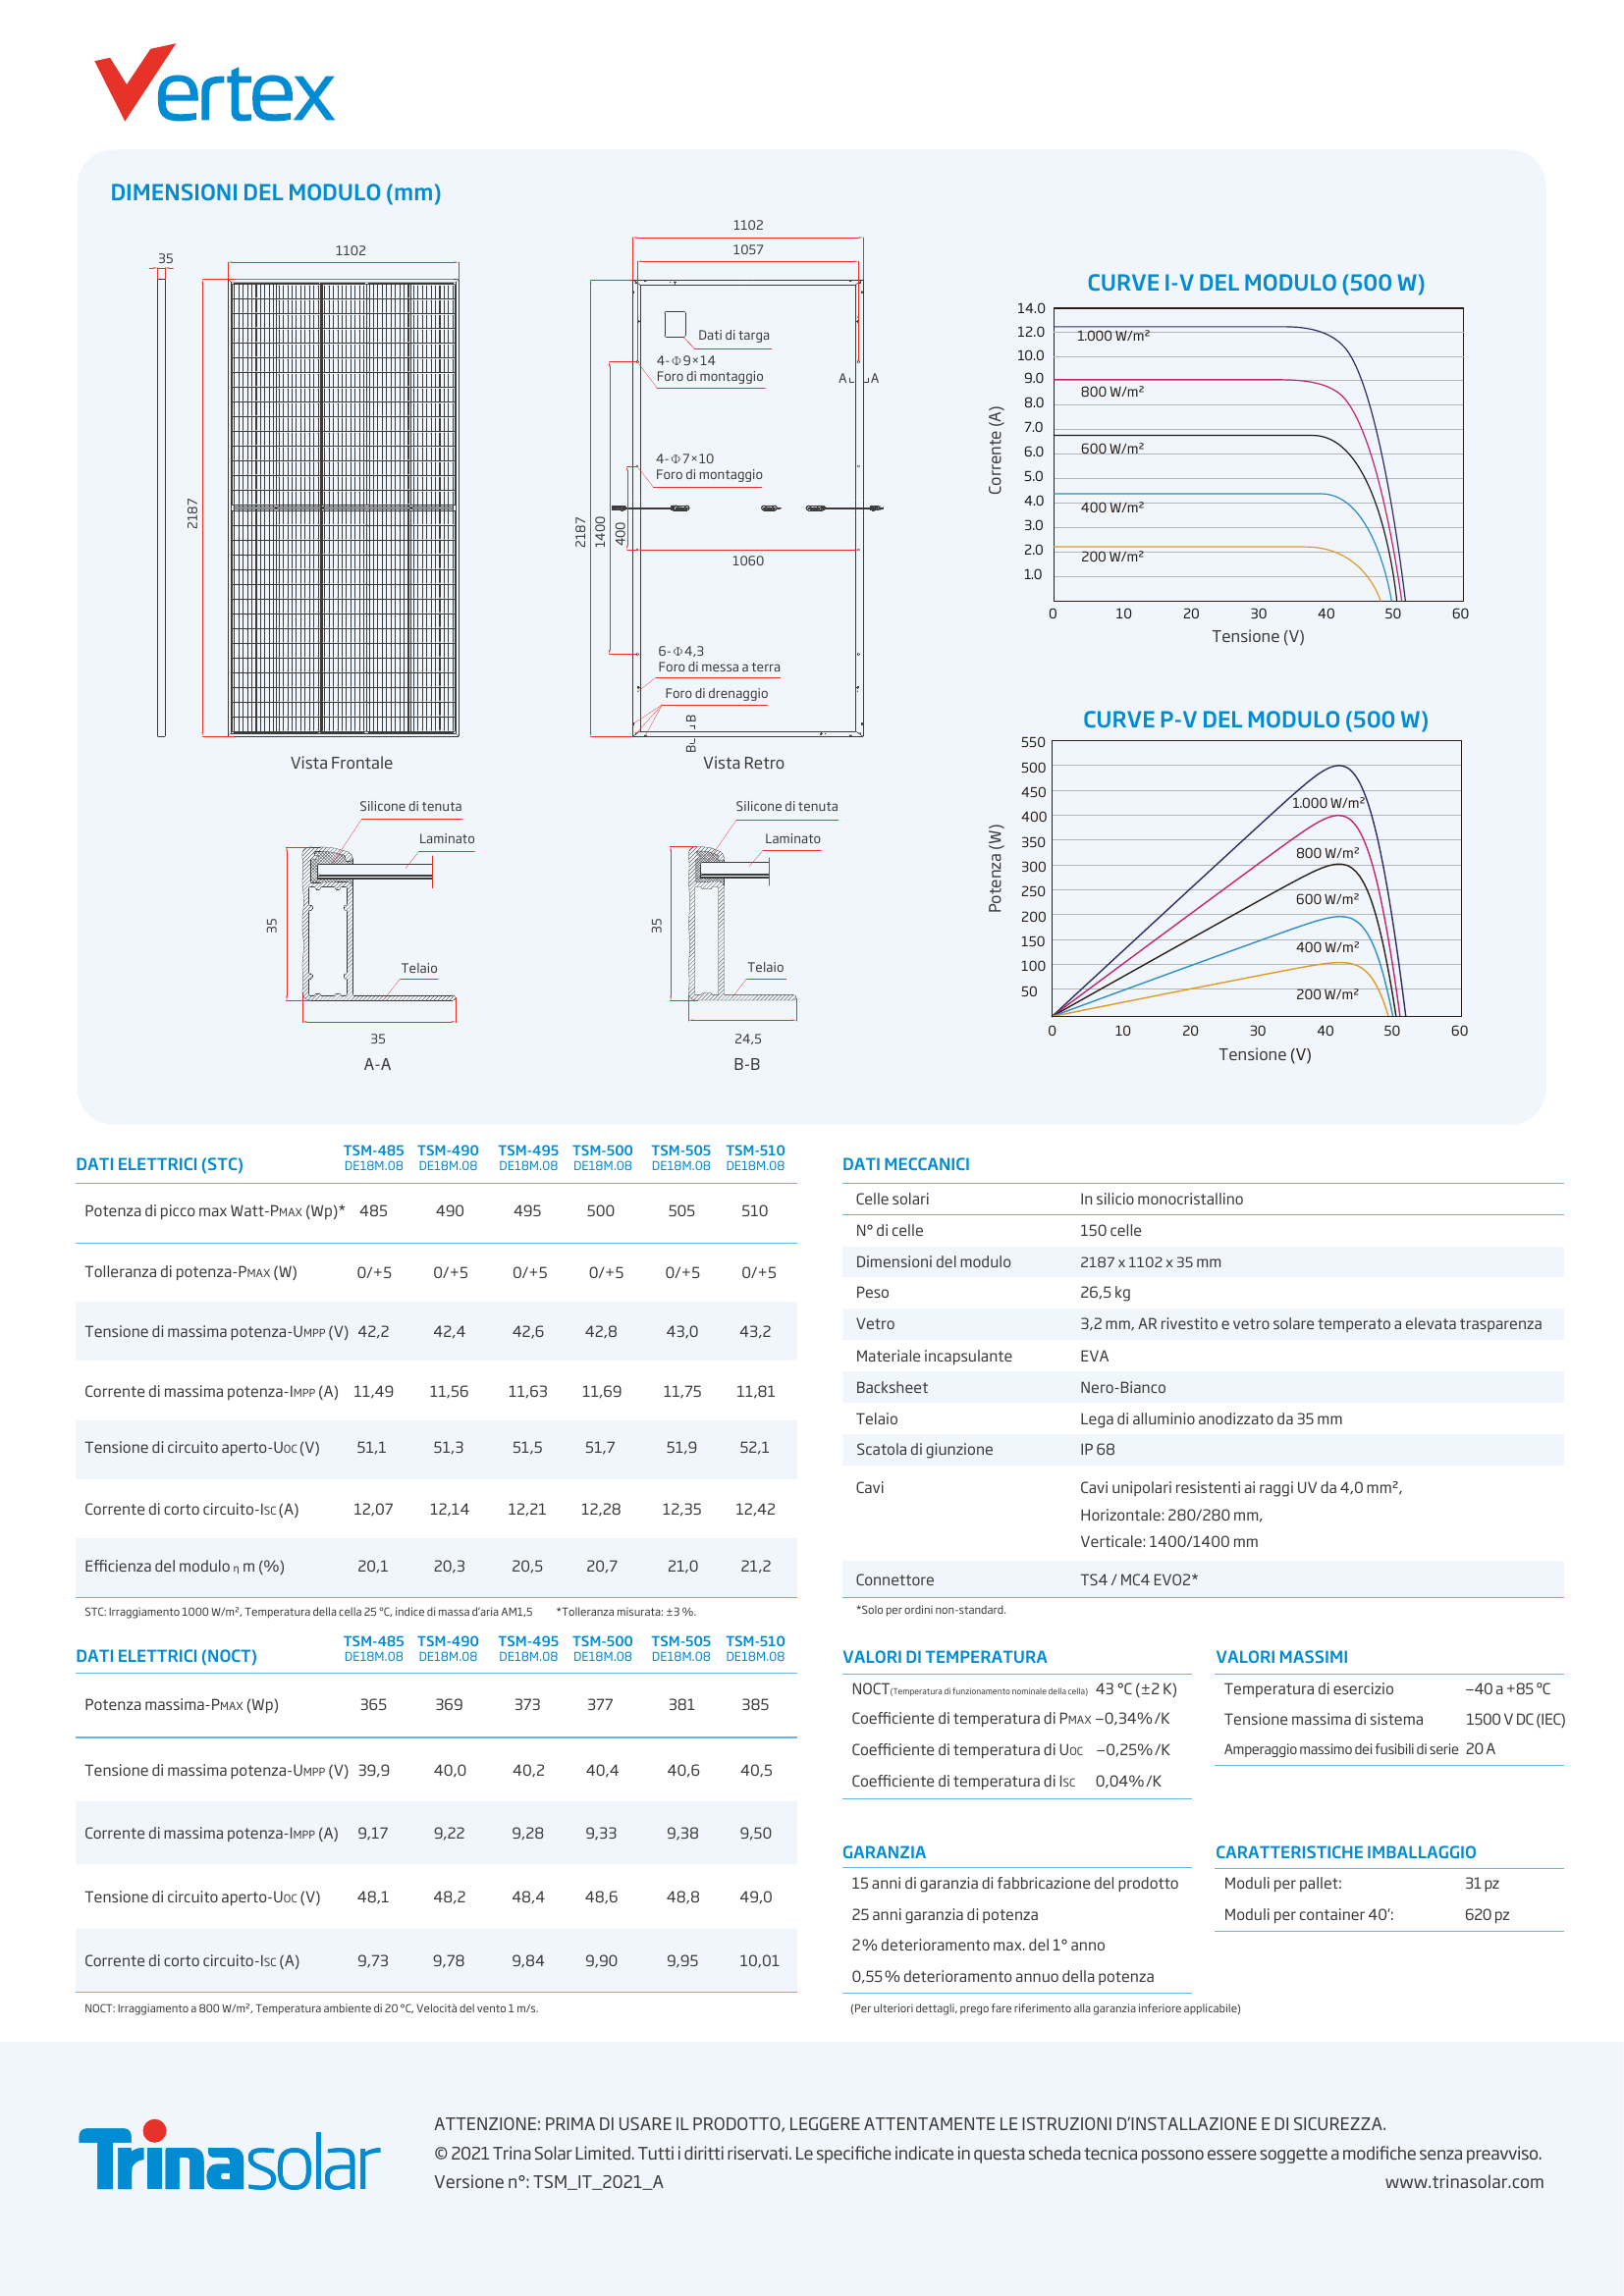 Vertex
DIMENSIONI DEL MODULO (mm)
35
1102
2187
Vista Frontale
1102
1057
Dati di targa
4-Φ9×14
Foro di montaggio
A A
4-Φ7×10
Foro di montaggio
2187
1400
400
1060
6-Φ4,3
Foro di messa a terra
Foro di drenaggio
B B
Vista Retro
Silicone di tenuta
Laminato
35
Telaio
35
A-A
Silicone di tenuta
Laminato
35
Telaio
24,5
B-B
CURVE I-V DEL MODULO (500 W)
Corrente (A)
14.0
12.0
10.0
9.0
8.0
7.0
6.0
5.0
4.0
3.0
2.0
1.0
1.000 W/m²
800 W/m²
600 W/m²
400 W/m²
200 W/m²
0 10 20 30 40 50 60
Tensione (V)
CURVE P-V DEL MODULO (500 W)
Potenza (W)
550
500
450
400
350
300
250
200
150
100
50
1.000 W/m²
800 W/m²
600 W/m²
400 W/m²
200 W/m²
0 10 20 30 40 50 60
Tensione (V)
DATI ELETTRICI (STC) TSM-485 TSM-490 TSM-495 TSM-500 TSM-505 TSM-510
DE18M.08 DE18M.08 DE18M.08 DE18M.08 DE18M.08 DE18M.08
Potenza di picco max Watt-PMAX (Wp)* 485 490 495 500 505 510
Tolleranza di potenza-PMAX (W) 0/+5 0/+5 0/+5 0/+5 0/+5 0/+5
Tensione di massima potenza-UMPP (V) 42,2 42,4 42,6 42,8 43,0 43,2
Corrente di massima potenza-IMPP (A) 11,49 11,56 11,63 11,69 11,75 11,81
Tensione di circuito aperto-UOC (V) 51,1 51,3 51,5 51,7 51,9 52,1
Corrente di corto circuito-ISC (A) 12,07 12,14 12,21 12,28 12,35 12,42
Efficienza del modulo η m (%) 20,1 20,3 20,5 20,7 21,0 21,2
STC: Irraggiamento 1000 W/m², Temperatura della cella 25 °C, indice di massa d'aria AM1,5 *Tolleranza misurata: ±3 %.
DATI ELETTRICI (NOCT) TSM-485 TSM-490 TSM-495 TSM-500 TSM-505 TSM-510
DE18M.08 DE18M.08 DE18M.08 DE18M.08 DE18M.08 DE18M.08
Potenza massima-PMAX (Wp) 365 369 373 377 381 385
Tensione di massima potenza-UMPP (V) 39,9 40,0 40,2 40,4 40,6 40,5
Corrente di massima potenza-IMPP (A) 9,17 9,22 9,28 9,33 9,38 9,50
Tensione di circuito aperto-UOC (V) 48,1 48,2 48,4 48,6 48,8 49,0
Corrente di corto circuito-ISC (A) 9,73 9,78 9,84 9,90 9,95 10,01
NOCT: Irraggiamento a 800 W/m², Temperatura ambiente di 20 °C, Velocità del vento 1 m/s.
DATI MECCANICI
Celle solari In silicio monocristallino
N° di celle 150 celle
Dimensioni del modulo 2187 x 1102 x 35 mm
Peso 26,5 kg
Vetro 3,2 mm, AR rivestito e vetro solare temperato a elevata trasparenza
Materiale incapsulante EVA
Backsheet Nero-Bianco
Telaio Lega di alluminio anodizzato da 35 mm
Scatola di giunzione IP 68
Cavi Cavi unipolari resistenti ai raggi UV da 4,0 mm²,
Horizontale: 280/280 mm,
Verticale: 1400/1400 mm
Connettore TS4 / MC4 EVO2*
*Solo per ordini non-standard.
VALORI DI TEMPERATURA
NOCT(Temperatura di funzionamento nominale della cella) 43 °C (±2 K)
Coefficiente di temperatura di PMAX −0,34% /K
Coefficiente di temperatura di UOC −0,25% /K
Coefficiente di temperatura di ISC 0,04% /K
VALORI MASSIMI
Temperatura di esercizio −40 a +85 °C
Tensione massima di sistema 1500 V DC (IEC)
Amperaggio massimo dei fusibili di serie 20 A
GARANZIA
15 anni di garanzia di fabbricazione del prodotto
25 anni garanzia di potenza
2% deterioramento max. del 1° anno
0,55 % deterioramento annuo della potenza
(Per ulteriori dettagli, prego fare riferimento alla garanzia inferiore applicabile)
CARATTERISTICHE IMBALLAGGIO
Moduli per pallet: 31 pz
Moduli per container 40': 620 pz
Trinasolar
ATTENZIONE: PRIMA DI USARE IL PRODOTTO, LEGGERE ATTENTAMENTE LE ISTRUZIONI D'INSTALLAZIONE E DI SICUREZZA.
© 2021 Trina Solar Limited. Tutti i diritti riservati. Le specifiche indicate in questa scheda tecnica possono essere soggette a modifiche senza preavviso.
Versione n°: TSM_IT_2021_A www.trinasolar.com